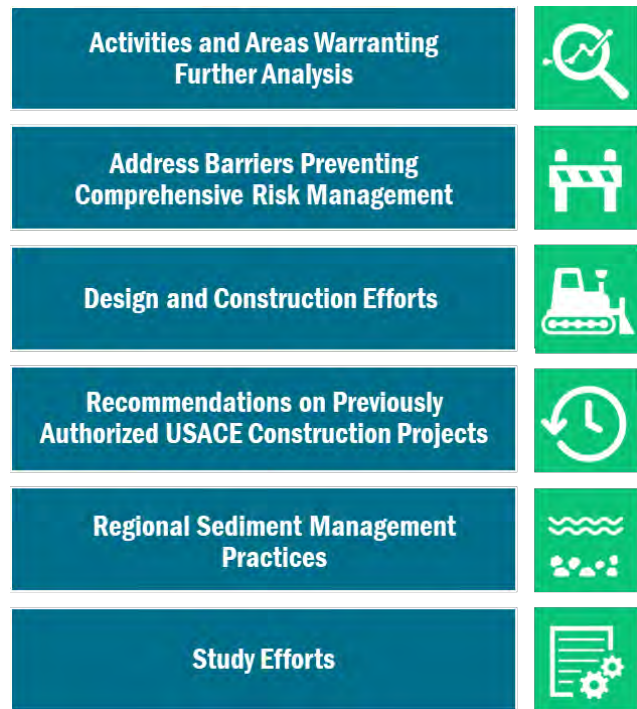 Activities and Areas Warranting
Further Analysis
Address Barriers Preventing
Comprehensive Risk Management
Design and Construction Efforts
Recommendations on Previously
Authorized USACE Construction Projects
Regional Sediment Management
Practices
Study Efforts